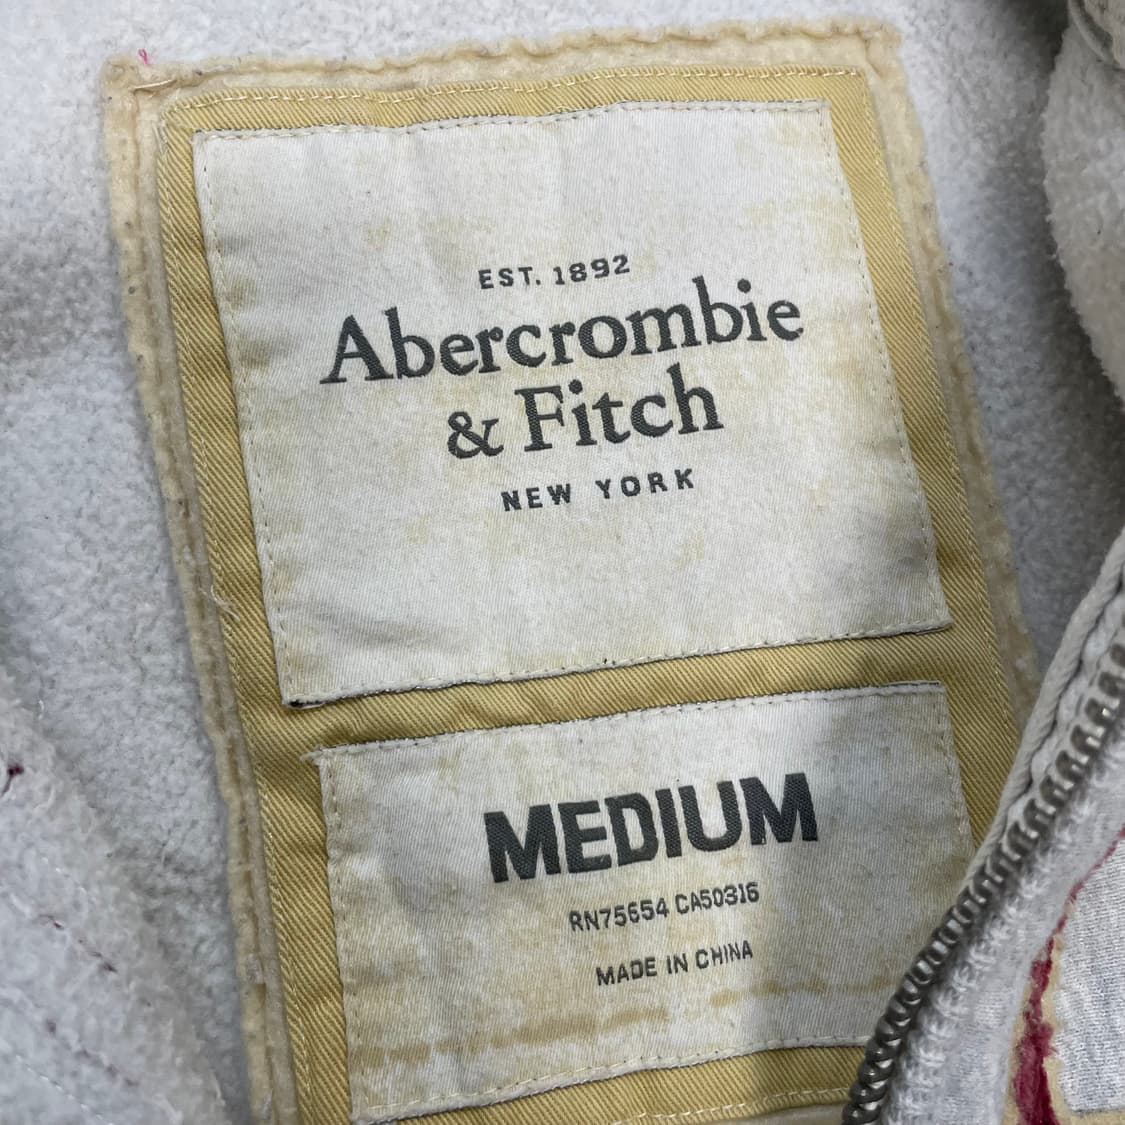 EST. 1892
Abercrombie
& Fitch
NEW YORK
MEDIUM
RN75654 CA50316
MADE IN CHINA